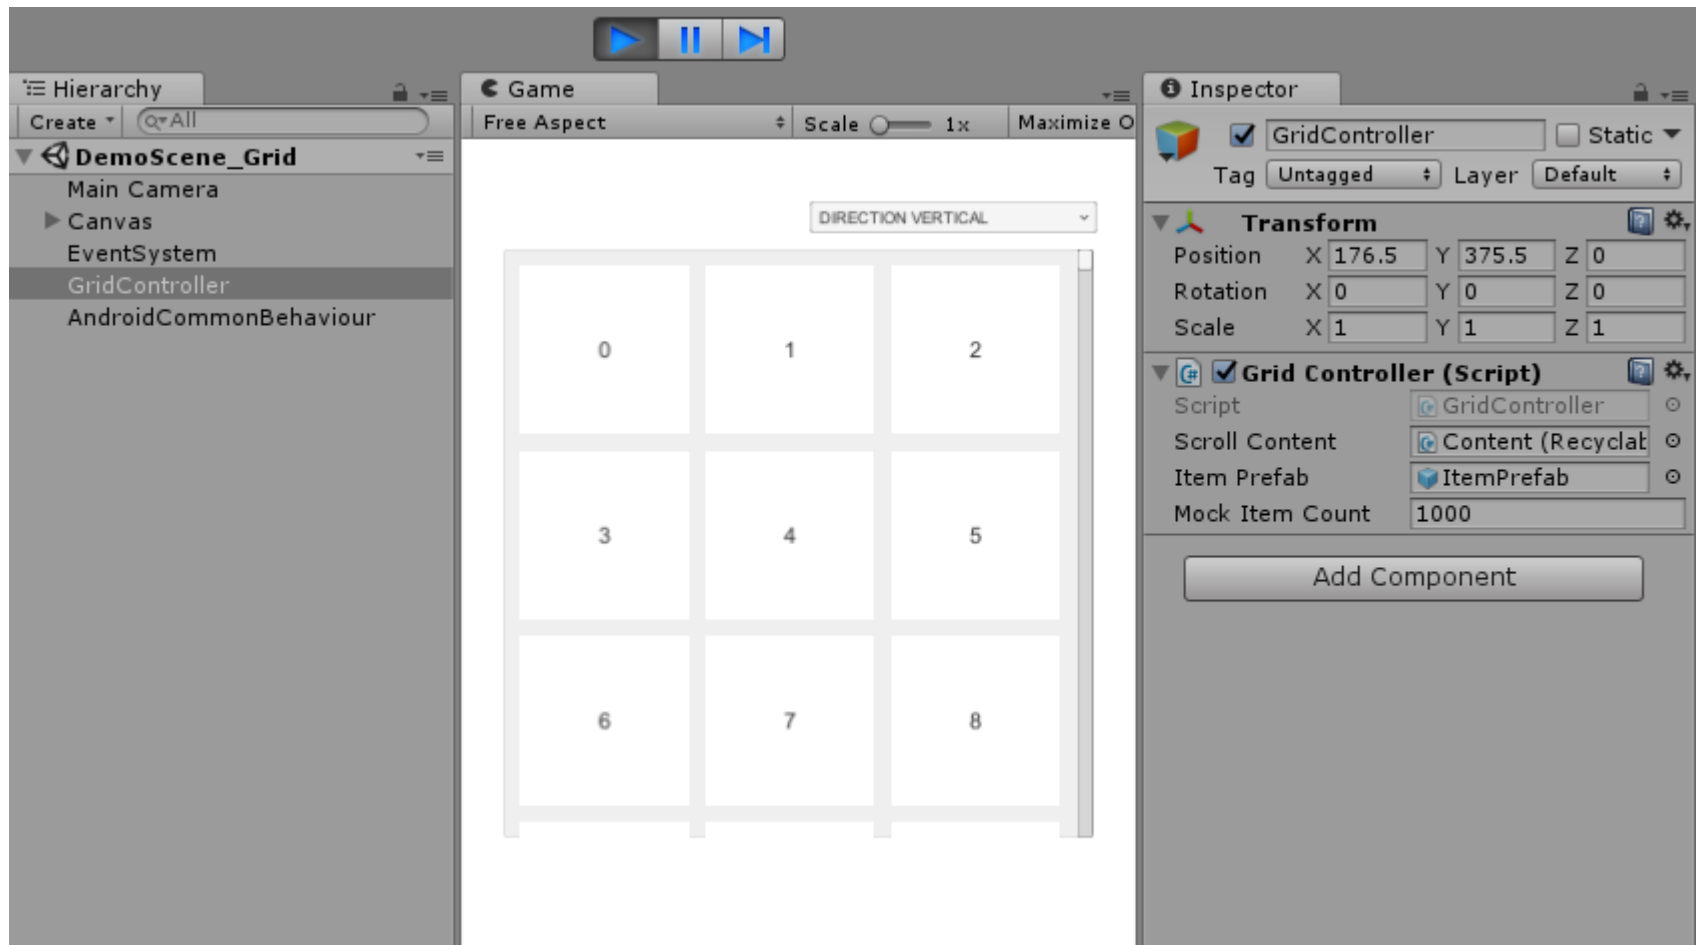 Hierarchy
Create
All
DemoScene_Grid
Main Camera
Canvas
EventSystem
GridController
AndroidCommonBehaviour
Game
Free Aspect
Scale 1x
Maximize O
DIRECTION VERTICAL
0 1 2
3 4 5
6 7 8
Inspector
GridController Static
Tag Untagged Layer Default
Transform
Position X 176.5 Y 375.5 Z 0
Rotation X 0 Y 0 Z 0
Scale X 1 Y 1 Z 1
Grid Controller (Script)
Script GridController
Scroll Content Content (Recyclab
Item Prefab ItemPrefab
Mock Item Count 1000
Add Component